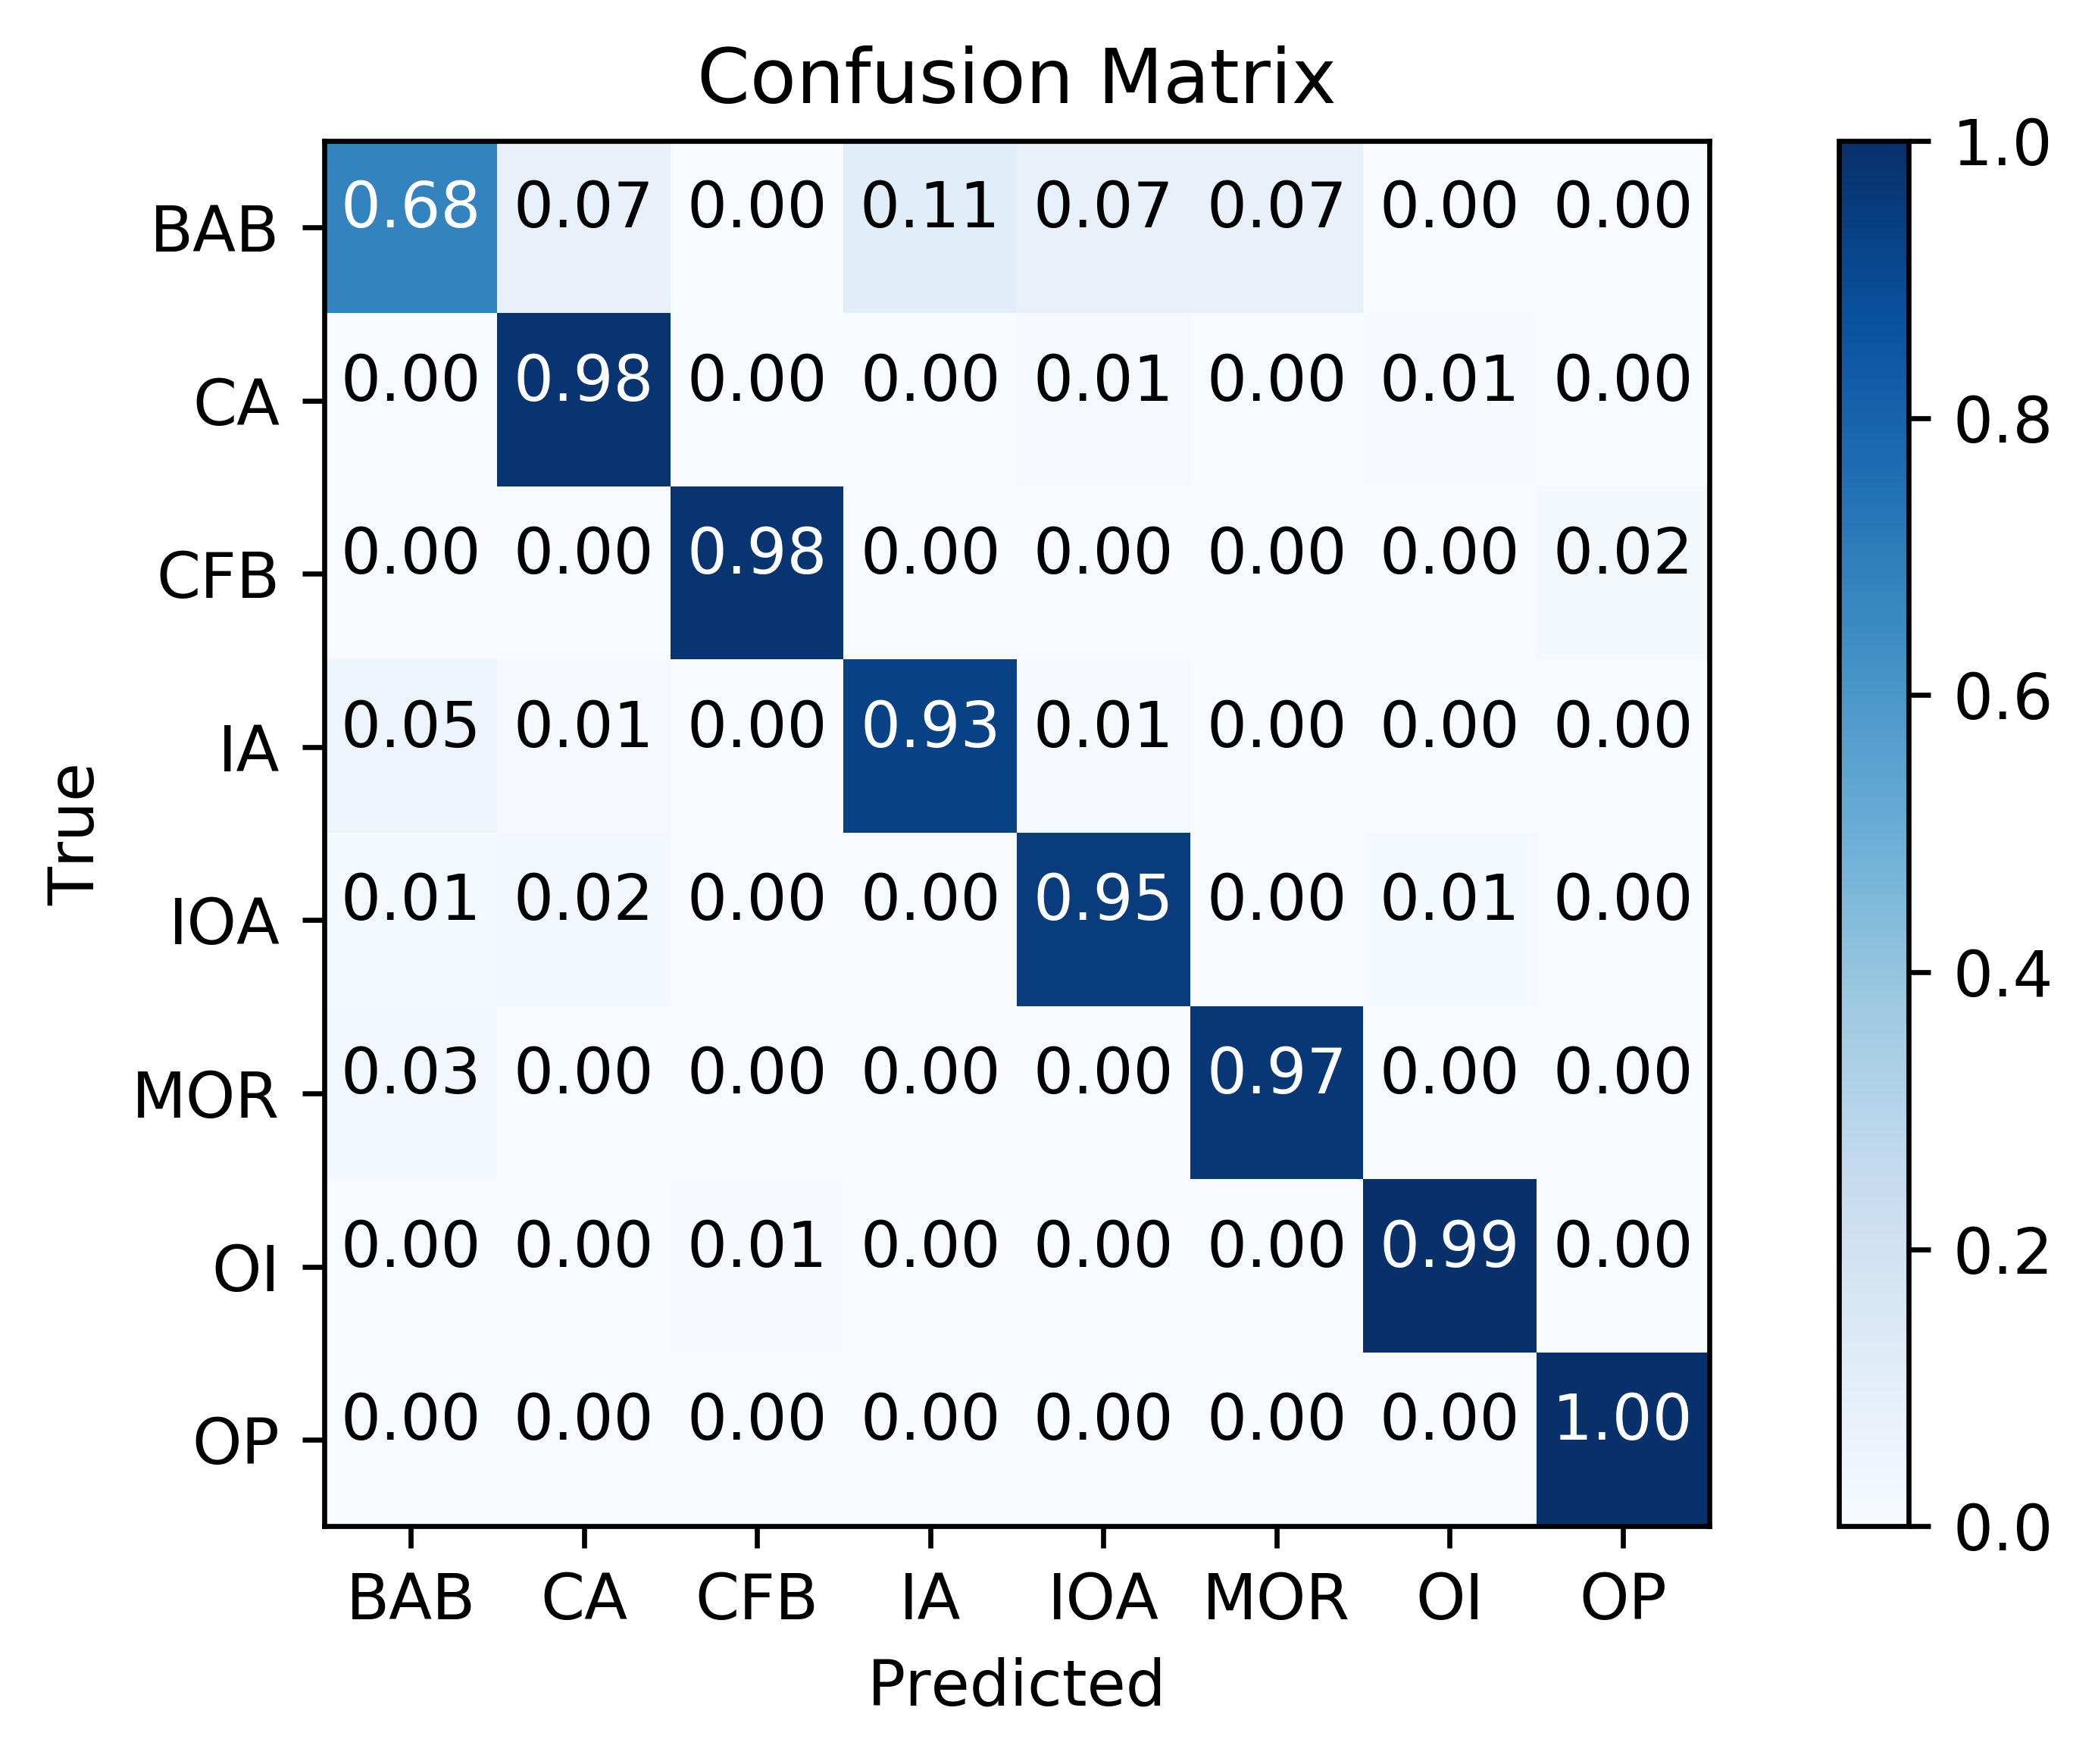 Confusion Matrix
BAB 0.68 0.07 0.00 0.11 0.07 0.07 0.00 0.00
CA 0.00 0.98 0.00 0.00 0.01 0.00 0.01 0.00
CFB 0.00 0.00 0.98 0.00 0.00 0.00 0.00 0.02
IA 0.05 0.01 0.00 0.93 0.01 0.00 0.00 0.00
IOA 0.01 0.02 0.00 0.00 0.95 0.00 0.01 0.00
MOR 0.03 0.00 0.00 0.00 0.00 0.97 0.00 0.00
OI 0.00 0.00 0.01 0.00 0.00 0.00 0.99 0.00
OP 0.00 0.00 0.00 0.00 0.00 0.00 0.00 1.00
BAB CA CFB IA IOA MOR OI OP
Predicted
True
1.0
0.8
0.6
0.4
0.2
0.0